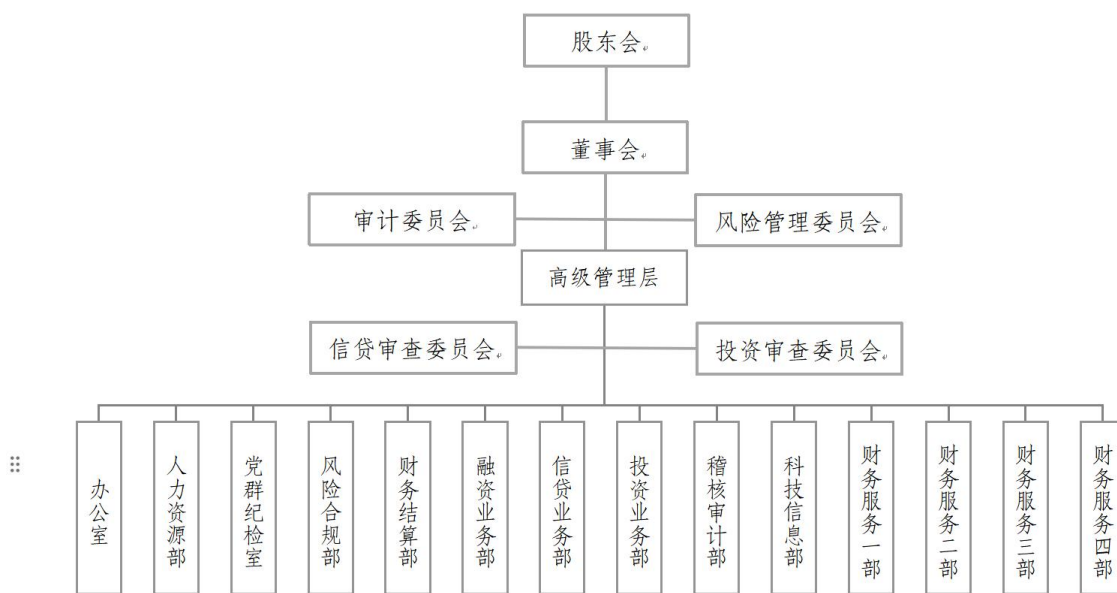 股东会
董事会
审计委员会
风险管理委员会
高级管理层
信贷审查委员会
投资审查委员会
办公室
人力资源部
党群纪检室
风险合规部
财务结算部
融资业务部
信贷业务部
投资业务部
稽核审计部
科技信息部
财务服务一部
财务服务二部
财务服务三部
财务服务四部